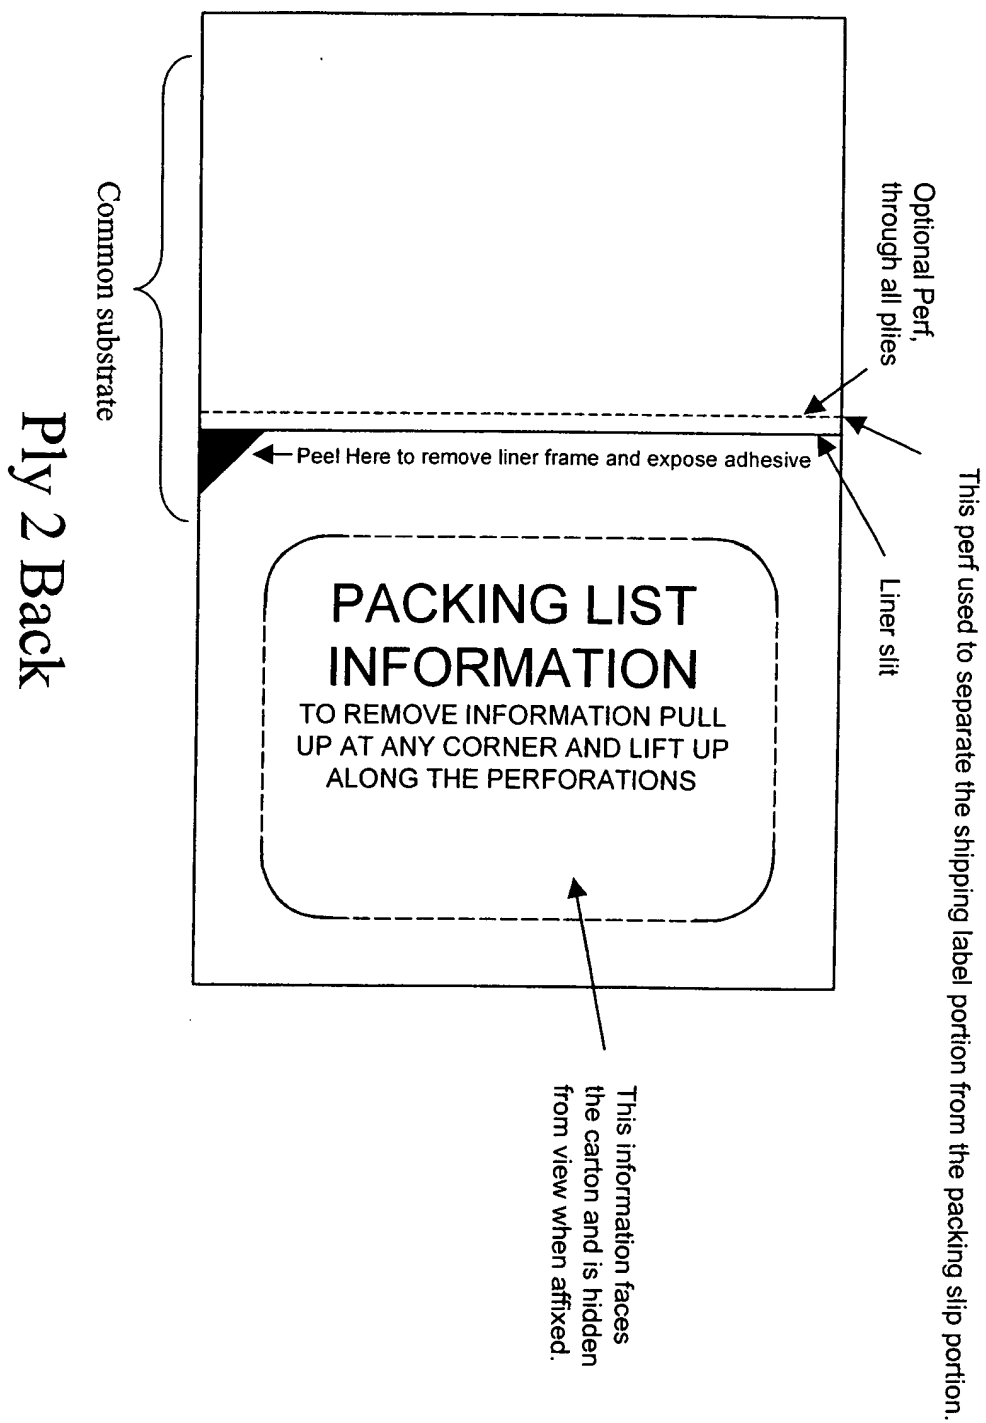 This perf used to separate the shipping label portion from the packing slip portion.
Optional Perf,
through all plies
Liner slit
Peel Here to remove liner frame and expose adhesive
PACKING LIST
INFORMATION
TO REMOVE INFORMATION PULL
UP AT ANY CORNER AND LIFT UP
ALONG THE PERFORATIONS
This information faces
the carton and is hidden
from view when affixed.
Common substrate
Ply 2 Back